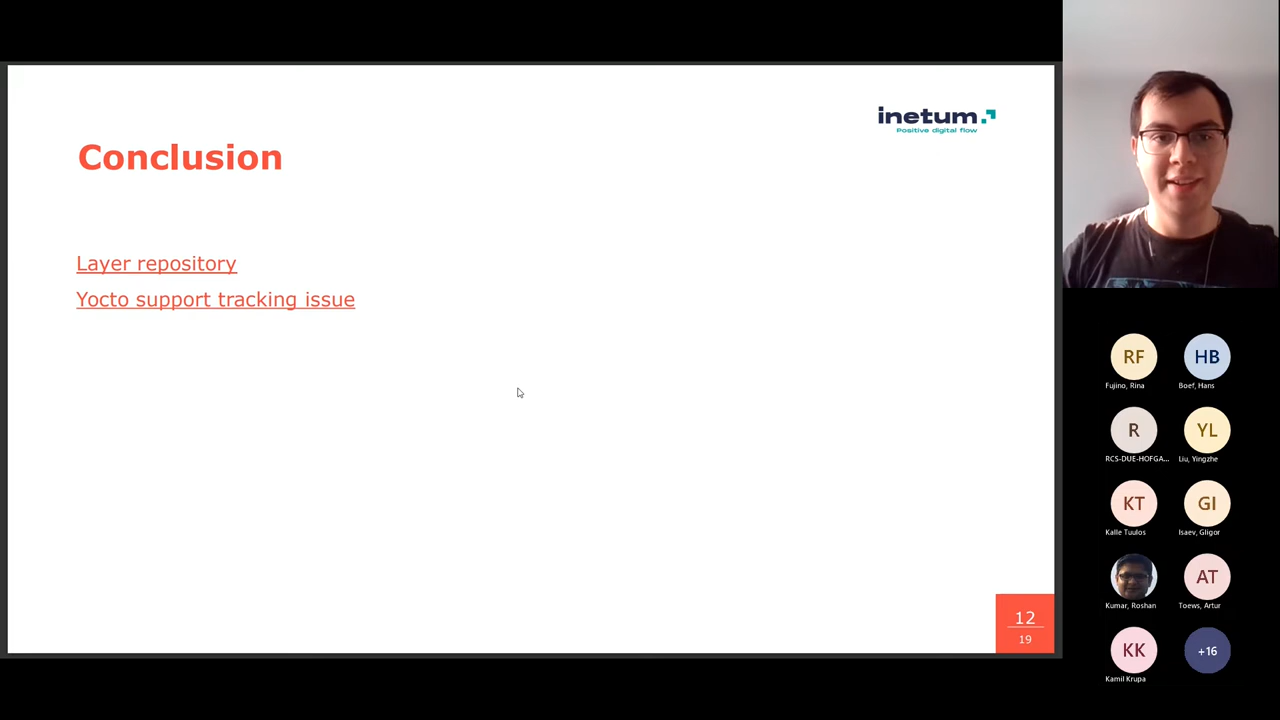 inetum
Positive digital flow
Conclusion
Layer repository
Yocto support tracking issue
12
19
RF
Fujino, Rina
HB
Boef, Hans
R
RCS-DUE-HOFGA...
YL
Liu, Yingzhe
KT
Kalle Tuulos
GI
Isaev, Gligor
Kumar, Roshan
AT
Toews, Artur
KK
Kamil Krupa
+16